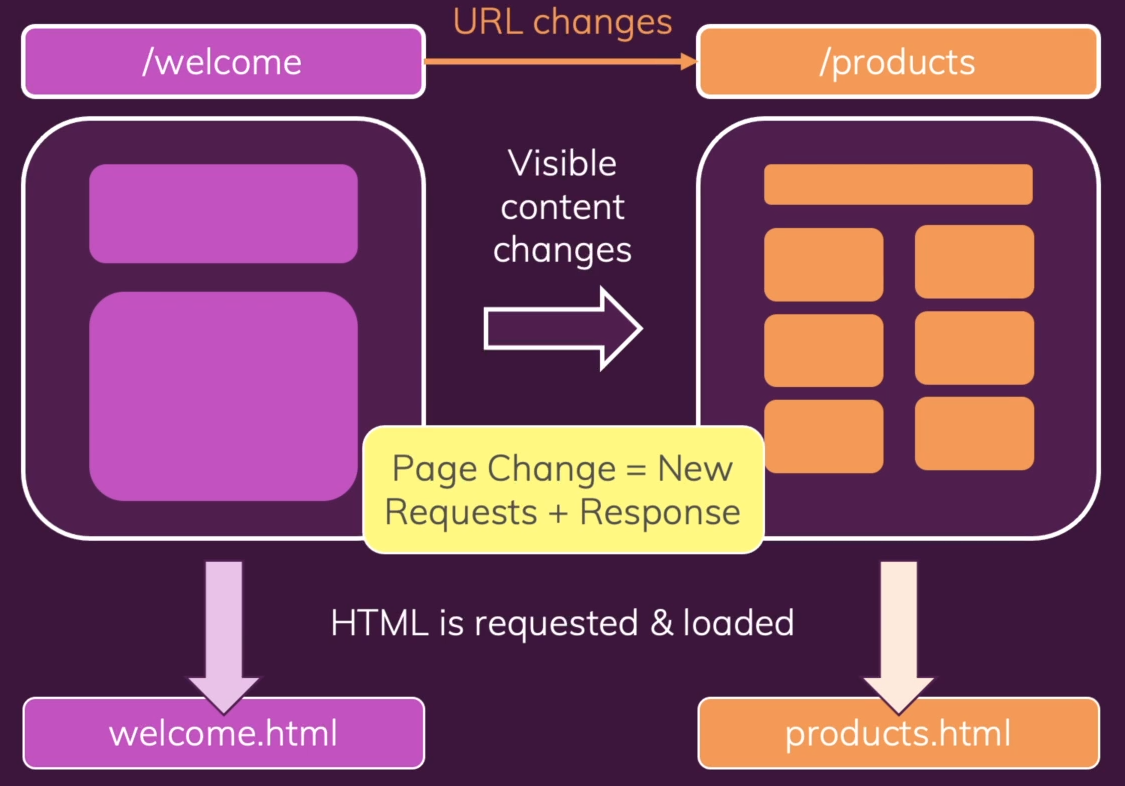 URL changes
/welcome
/products
Visible
content
changes
Page Change = New
Requests + Response
HTML is requested & loaded
welcome.html
products.html